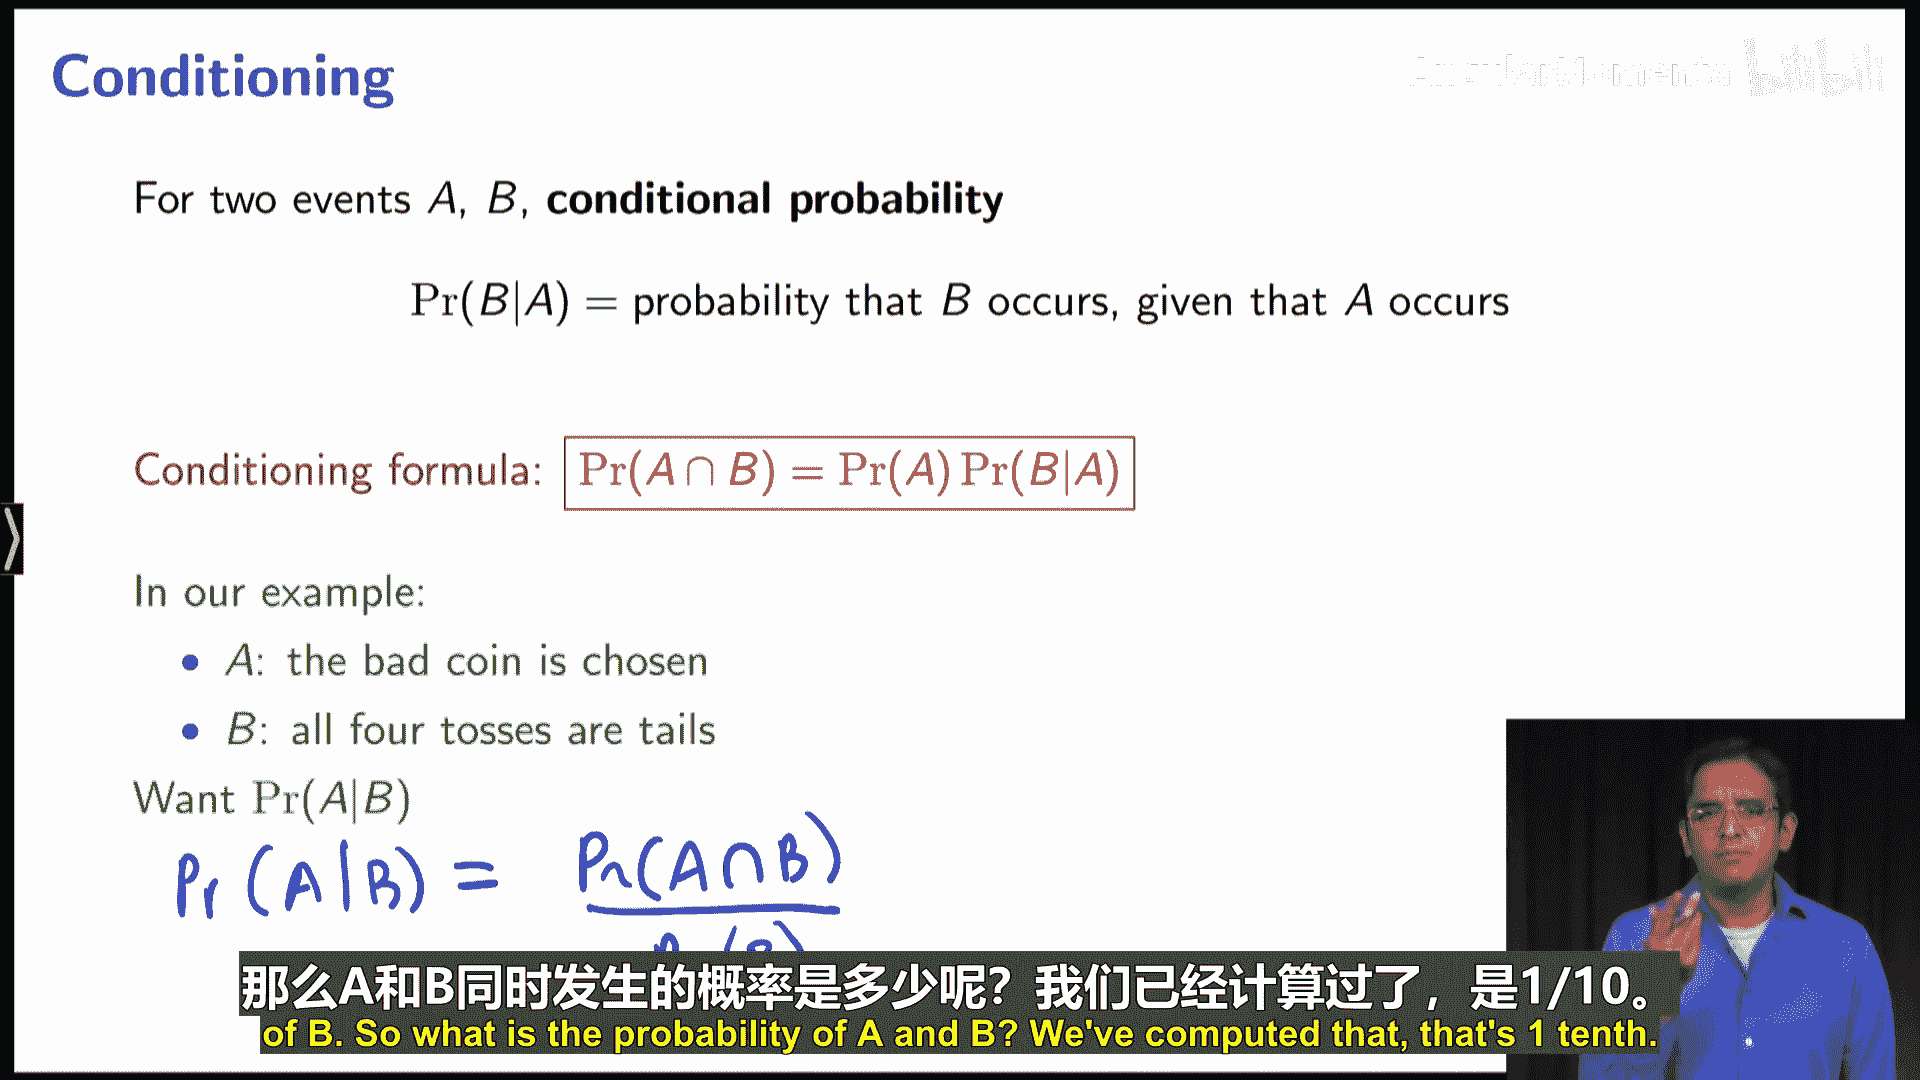 Conditioning
For two events A, B, conditional probability
Pr(B|A) = probability that B occurs, given that A occurs
Conditioning formula: Pr(A ∩ B) = Pr(A) Pr(B|A)
In our example:
• A: the bad coin is chosen
• B: all four tosses are tails
Want Pr(A|B)
Pr(A|B) = Pr(A∩B)
那么A和B同时发生的概率是多少呢？我们已经计算过了，是1/10。
of B. So what is the probability of A and B? We've computed that, that's 1 tenth.